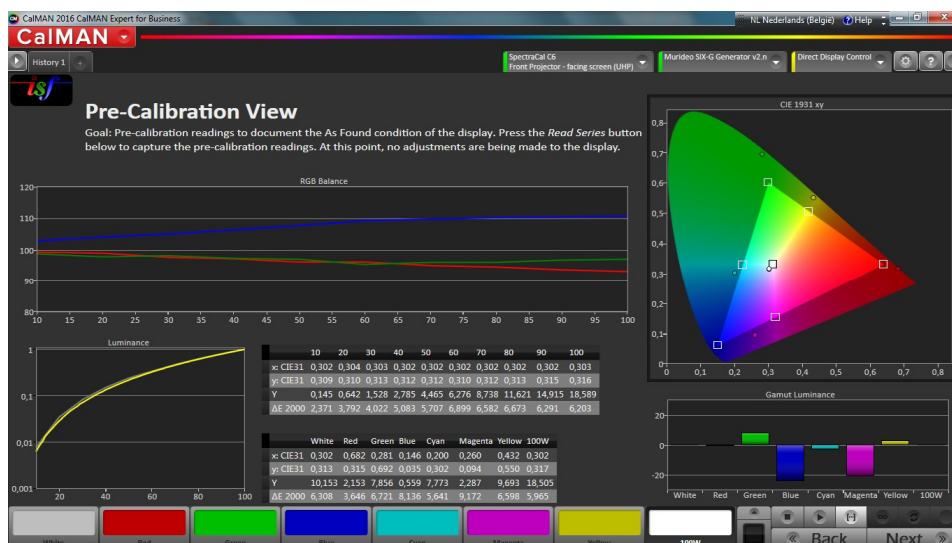 CalMAN 2016 CalMAN Expert for Business
NL Nederlands (België) Help
CalMAN
History 1
SpectraCal C6
Front Projector - facing screen (UHP)
Murideo SIX-G Generator v2.n
Direct Display Control
isf
Pre-Calibration View
Goal: Pre-calibration readings to document the As Found condition of the display. Press the Read Series button
below to capture the pre-calibration readings. At this point, no adjustments are being made to the display.
RGB Balance
120
110
100
90
80
10 15 20 25 30 35 40 45 50 55 60 65 70 75 80 85 90 95 100
CIE 1931 xy
0,8
0,7
0,6
0,5
0,4
0,3
0,2
0,1
0
0 0,1 0,2 0,3 0,4 0,5 0,6 0,7 0,8
Luminance
1
0,1
0,01
0,001
20 40 60 80 100
10 20 30 40 50 60 70 80 90 100
x: CIE31 0,302 0,304 0,303 0,302 0,302 0,302 0,302 0,302 0,302 0,303
y: CIE31 0,309 0,310 0,313 0,312 0,312 0,310 0,312 0,313 0,315 0,316
Y 0,145 0,642 1,528 2,785 4,465 6,276 8,738 11,621 14,915 18,589
ΔE 2000 2,371 3,792 4,022 5,083 5,707 6,899 6,582 6,673 6,291 6,203
White Red Green Blue Cyan Magenta Yellow 100W
x: CIE31 0,302 0,682 0,281 0,146 0,200 0,260 0,432 0,302
y: CIE31 0,313 0,315 0,692 0,035 0,302 0,094 0,550 0,317
Y 10,153 2,153 7,856 0,559 7,773 2,287 9,693 18,505
ΔE 2000 6,308 3,646 6,721 8,136 5,641 9,172 6,598 5,965
Gamut Luminance
20
0
-20
White Red Green Blue Cyan Magenta Yellow 100W
White Red Green Blue Cyan Magenta Yellow 100W
Back Next